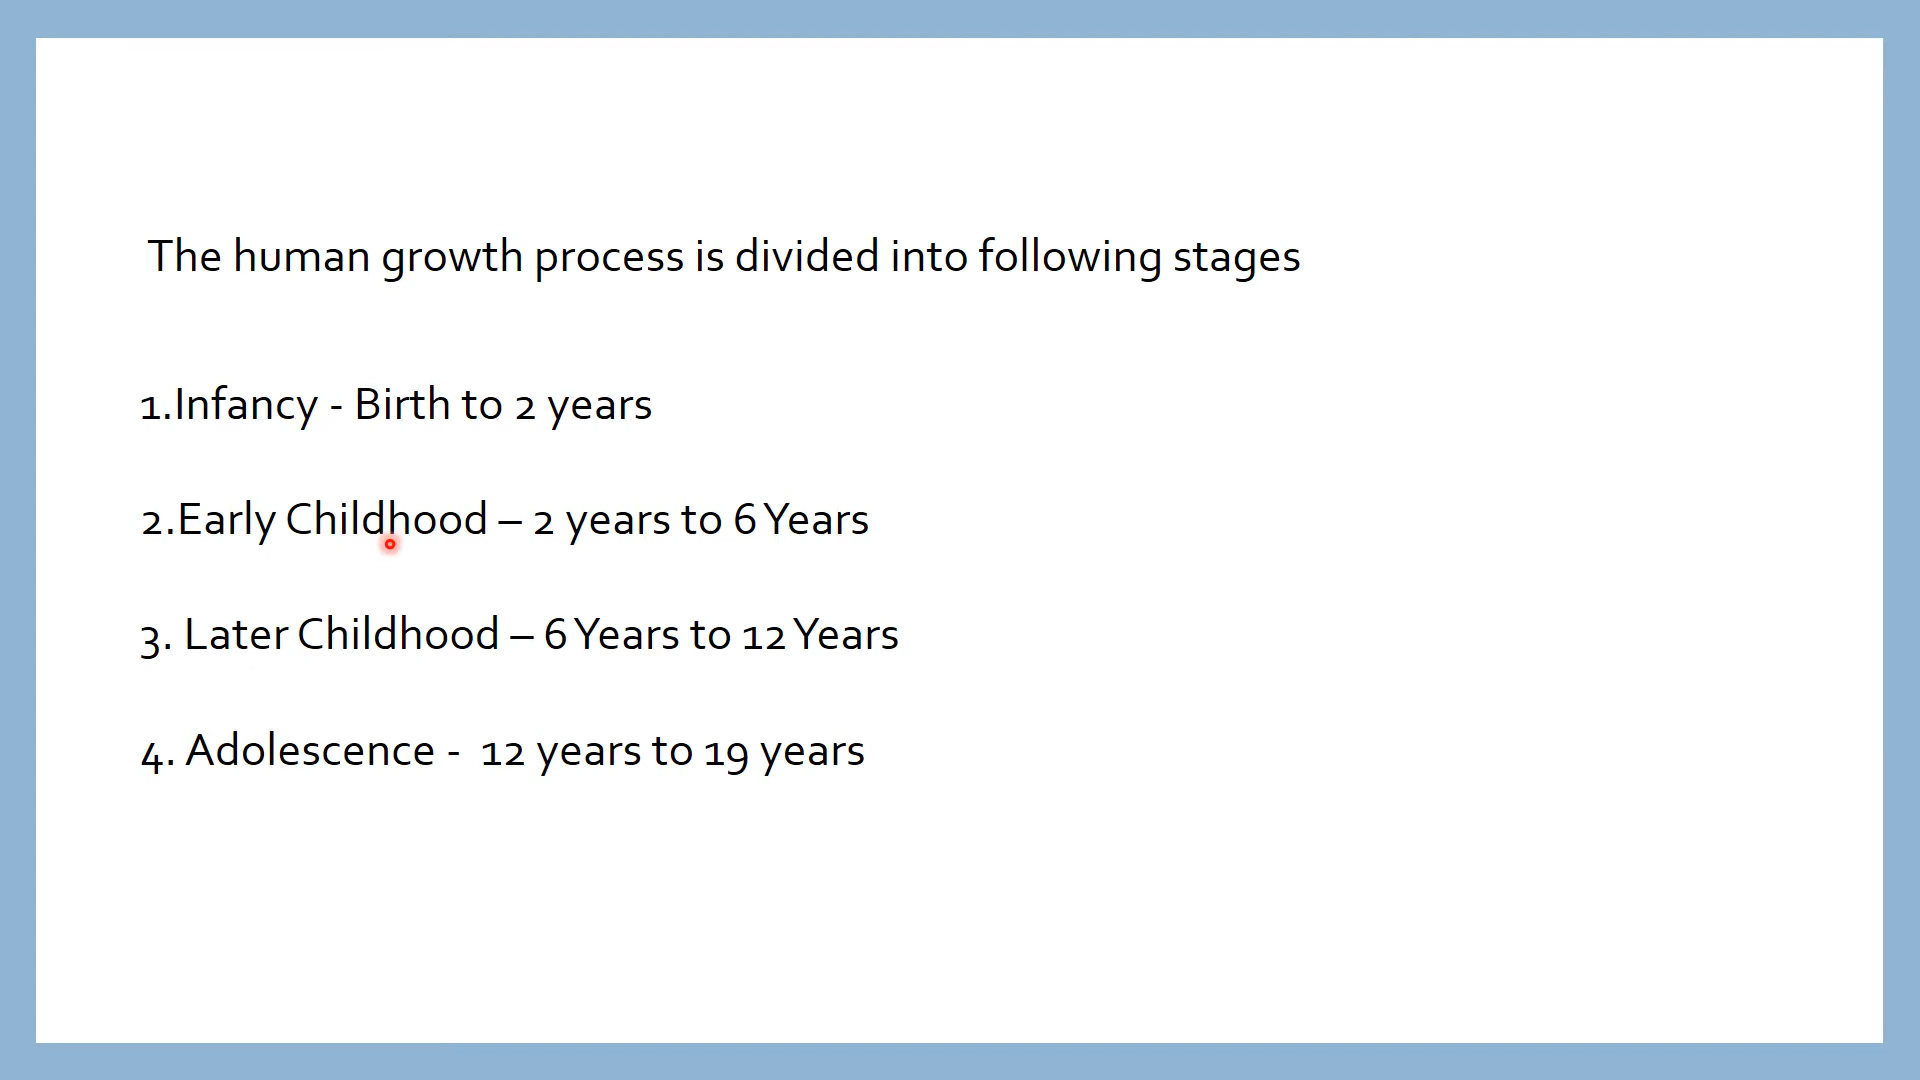 The human growth process is divided into following stages
1.Infancy - Birth to 2 years
2.Early Childhood – 2 years to 6 Years
3. Later Childhood – 6 Years to 12 Years
4. Adolescence -  12 years to 19 years